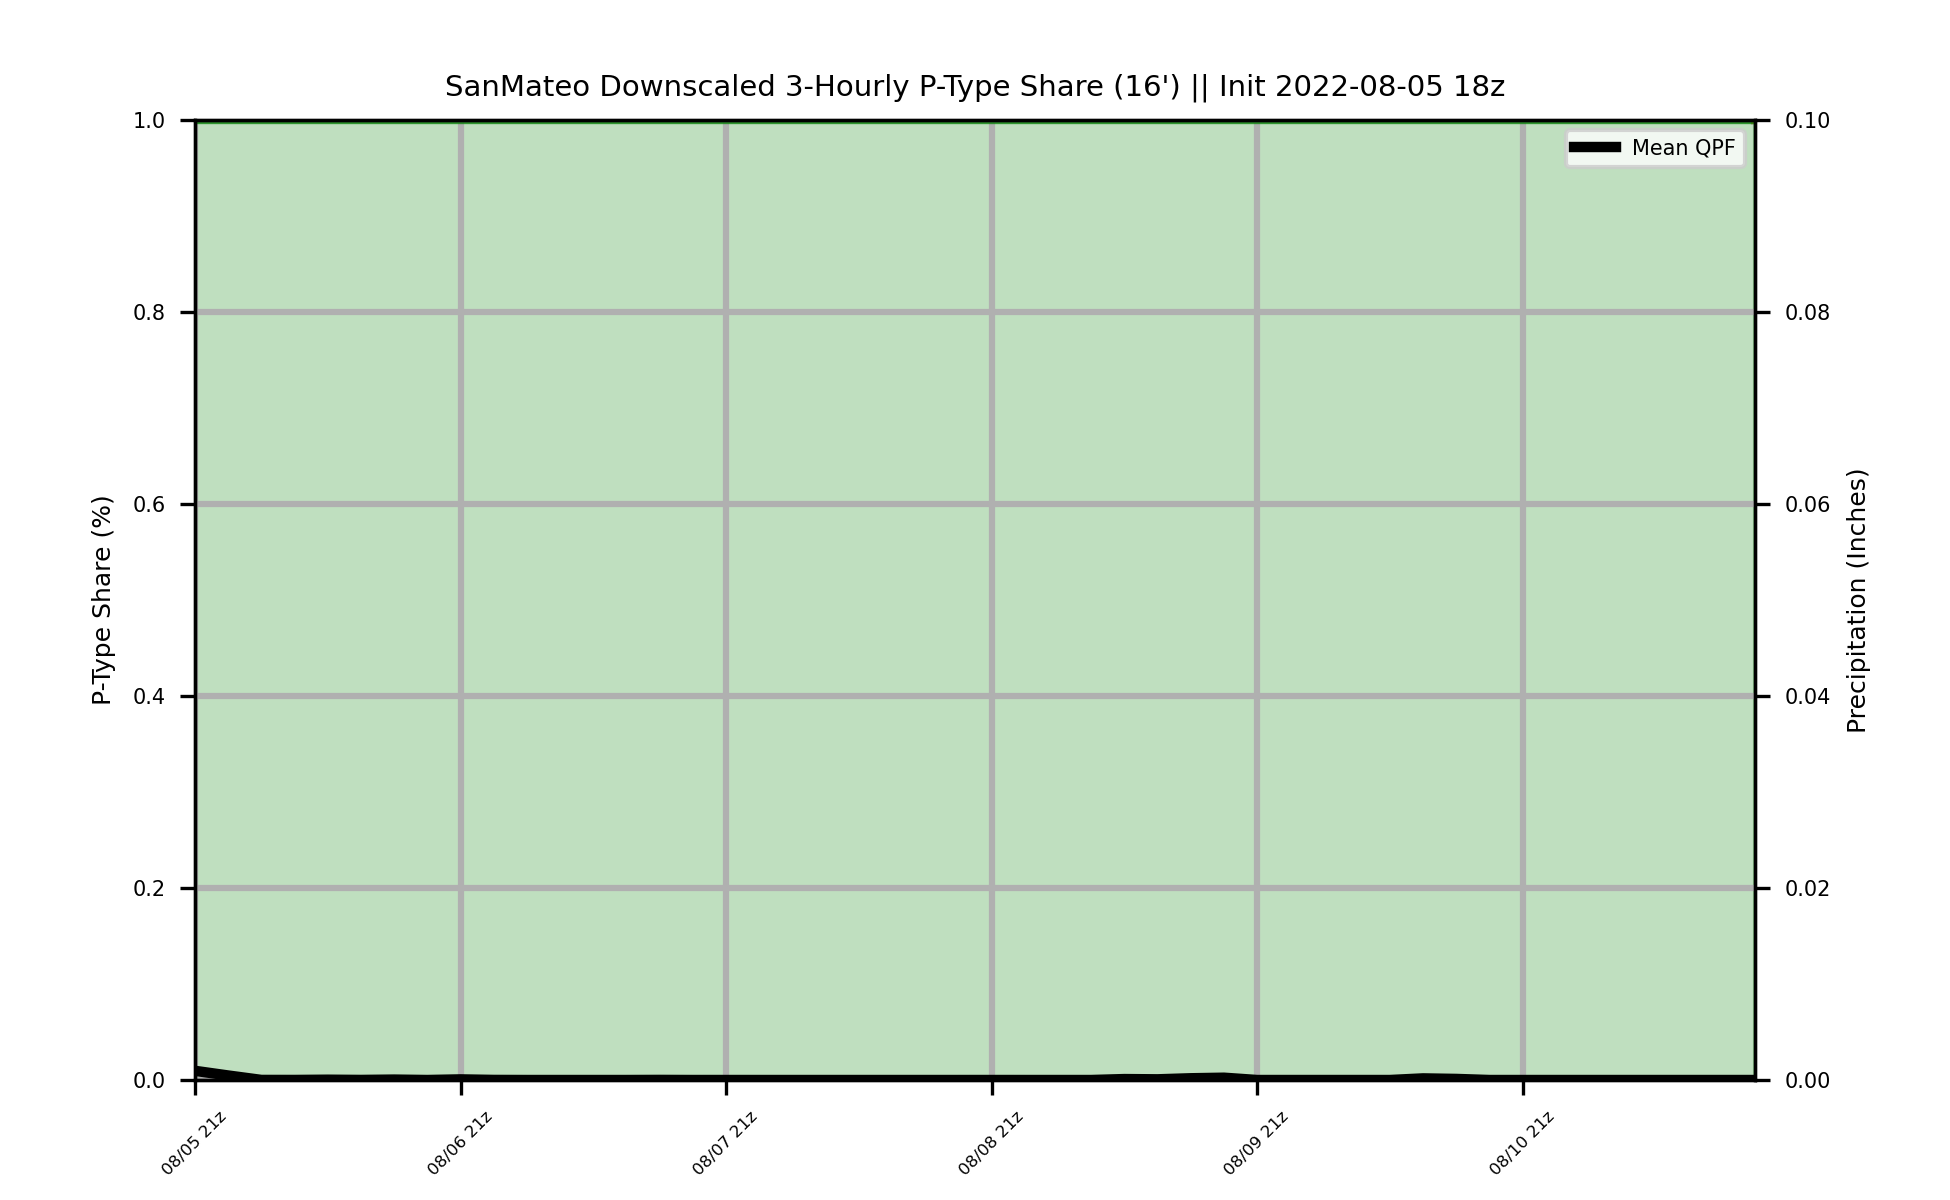 SanMateo Downscaled 3-Hourly P-Type Share (16') || Init 2022-08-05 18z
Mean QPF
P-Type Share (%)
1.0
0.8
0.6
0.4
0.2
0.0
0.10
0.08
0.06
0.04
0.02
0.00
Precipitation (Inches)
08/05 21z
08/06 21z
08/07 21z
08/08 21z
08/09 21z
08/10 21z